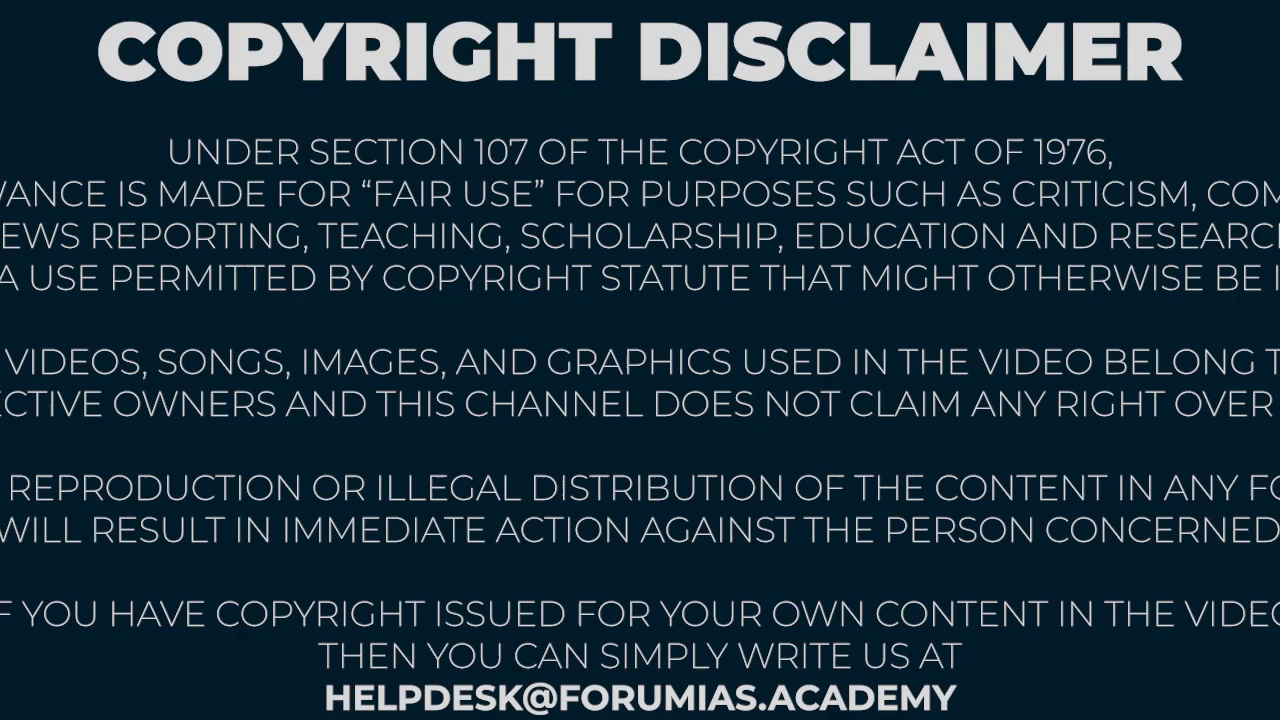 COPYRIGHT DISCLAIMER
UNDER SECTION 107 OF THE COPYRIGHT ACT OF 1976,
IS MADE FOR “FAIR USE” FOR PURPOSES SUCH AS CRITICISM,
REPORTING, TEACHING, SCHOLARSHIP, EDUCATION AND
A USE PERMITTED BY COPYRIGHT STATUTE THAT MIGHT OTHERWISE BE
VIDEOS, SONGS, IMAGES, AND GRAPHICS USED IN THE VIDEO BELONG
OWNERS AND THIS CHANNEL DOES NOT CLAIM ANY RIGHT OVER
REPRODUCTION OR ILLEGAL DISTRIBUTION OF THE CONTENT IN ANY
WILL RESULT IN IMMEDIATE ACTION AGAINST THE PERSON CONCERNED
YOU HAVE COPYRIGHT ISSUED FOR YOUR OWN CONTENT IN THE
THEN YOU CAN SIMPLY WRITE US AT
HELPDESK@FORUMIAS.ACADEMY